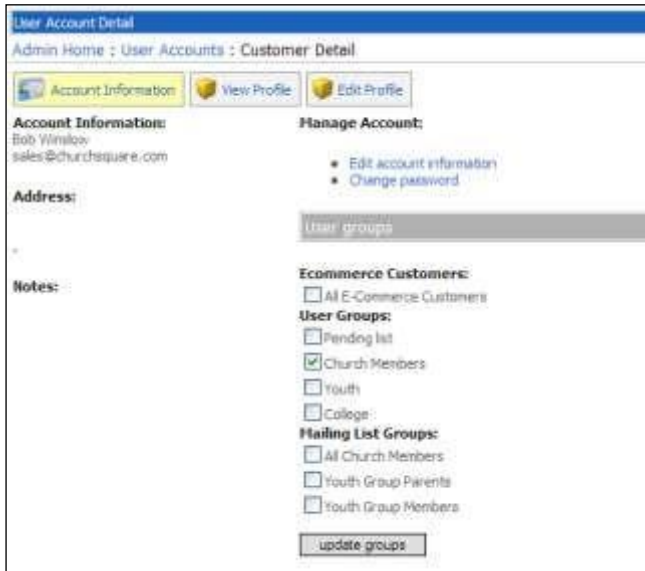 User Account Detail
Admin Home : User Accounts : Customer Detail
Account Information
View Profile
Edit Profile
Account Information:
Bob Winslow
sales@churchsquare.com
Address:
,
Notes:
Manage Account:
Edit account information
Change password
User groups
Ecommerce Customers:
All E-Commerce Customers
User Groups:
Pending list
Church Members
Youth
College
Mailing List Groups:
All Church Members
Youth Group Parents
Youth Group Members
update groups